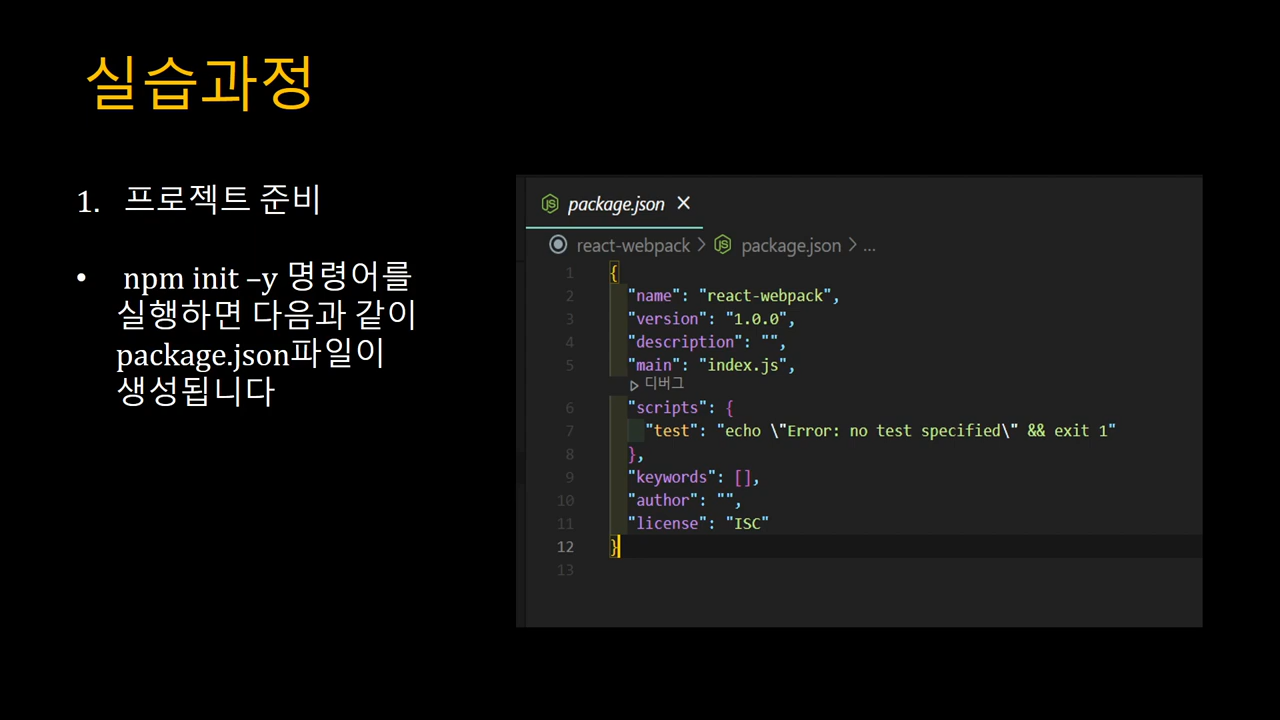 실습과정
1. 프로젝트 준비
• npm init –y 명령어를
실행하면 다음과 같이
package.json파일이
생성됩니다
package.json ×
react-webpack > package.json > ...
1 {
2 "name": "react-webpack",
3 "version": "1.0.0",
4 "description": "",
5 "main": "index.js",
▷ 디버그
6 "scripts": {
7 "test": "echo \"Error: no test specified\" && exit 1"
8 },
9 "keywords": [],
10 "author": "",
11 "license": "ISC"
12 }
13